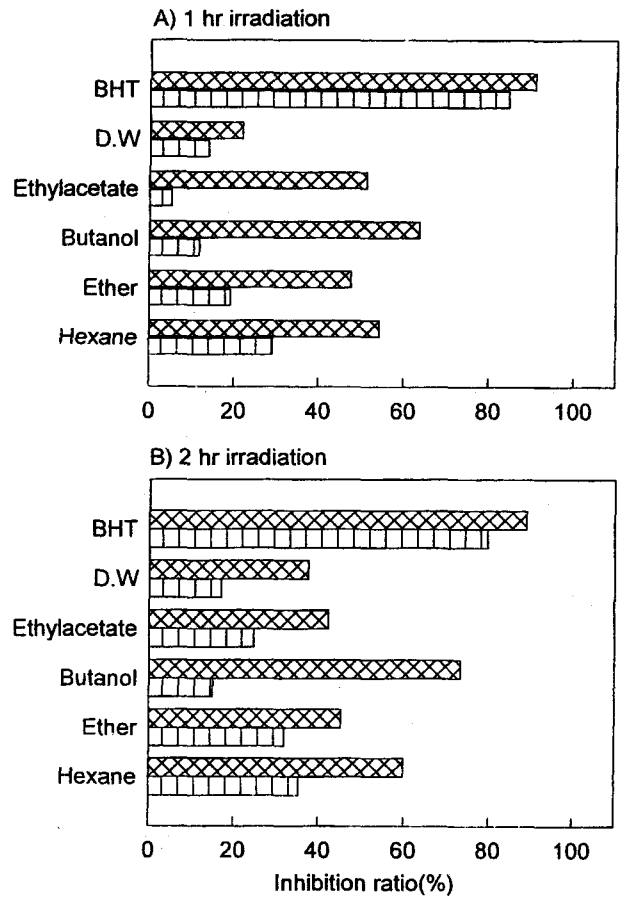 A) 1 hr irradiation
BHT
D.W
Ethylacetate
Butanol
Ether
Hexane
0 20 40 60 80 100
B) 2 hr irradiation
BHT
D.W
Ethylacetate
Butanol
Ether
Hexane
0 20 40 60 80 100
Inhibition ratio(%)